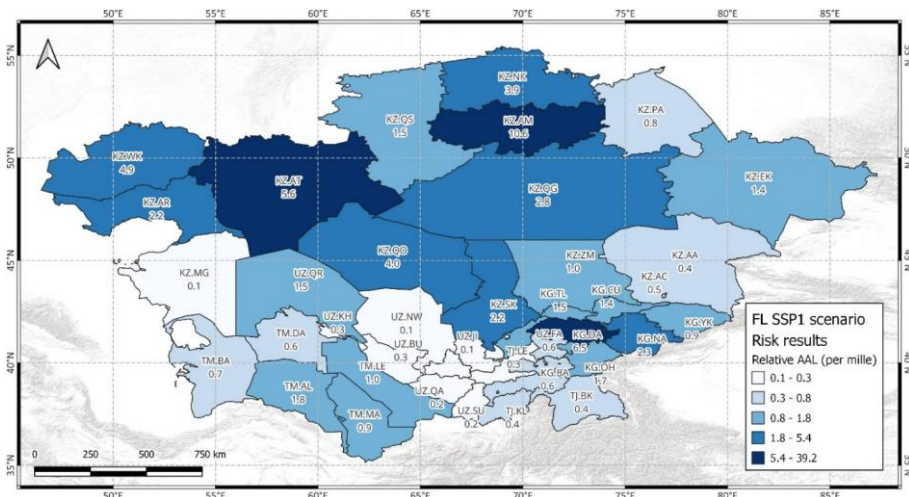 50°E 55°E 60°E 65°E 70°E 75°E 80°E 85°E
55°N
KZ.NK
3.9
KZ.PA
0.8
KZ.QS
1.5
KZ.AM
10.6
50°N
KZ.WK
4.9
KZ.AT
5.6
KZ.QG
2.8
KZ.EK
1.4
KZ.AR
2.2
45°N
KZ.MG
0.1
UZ.QR
1.5
KZ.QO
4.0
KZ.ZM
1.0
KZ.AA
0.4
KZ.AC
0.5
KZ.SK
2.2
KG.TL
1.5
KG.CU
1.4
KG.YK
0.9
UZ.KH
0.3
UZ.NW
0.1
UZ.BU
0.3
UZ.JI
0.1
UZ.FA
0.6
KG.DA
6.5
KG.NA
2.3
40°N
TM.DA
0.6
TM.BA
0.7
TM.LE
1.0
TJ.LE
0.3
KG.BA
0.6
KG.OH
1.7
TM.AL
1.8
TM.MA
0.9
UZ.QA
0.2
UZ.SU
0.2
TJ.KL
0.4
TJ.BK
0.4
35°N
0 250 500 750 km
FL SSP1 scenario
Risk results
Relative AAL (per mille)
0.1 - 0.3
0.3 - 0.8
0.8 - 1.8
1.8 - 5.4
5.4 - 39.2
50°E 55°E 60°E 65°E 70°E 75°E 80°E 85°E